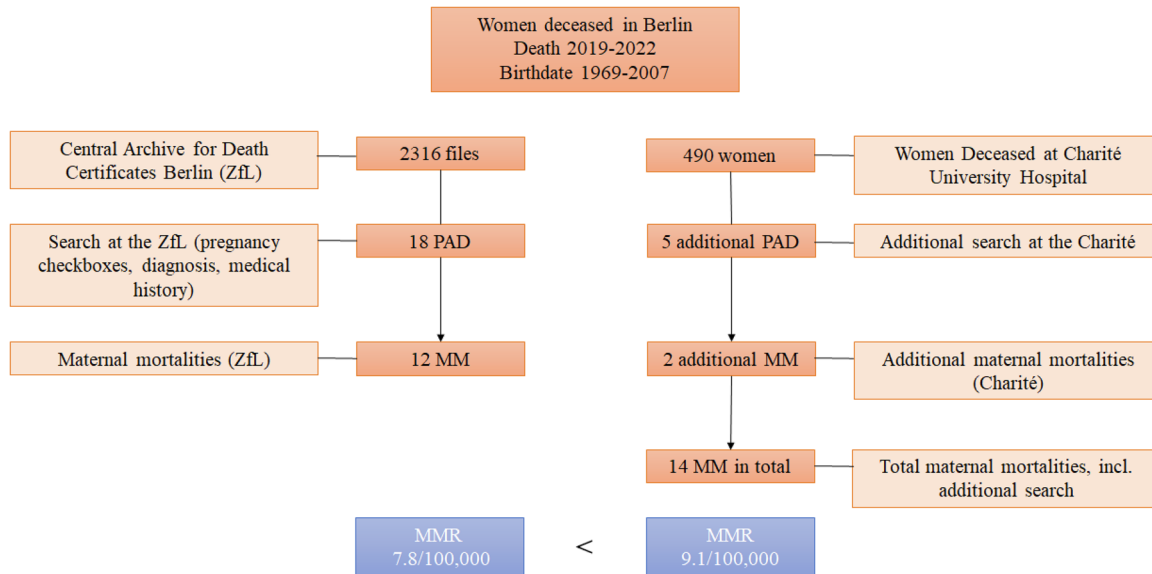 Women deceased in Berlin
Death 2019-2022
Birthdate 1969-2007
Central Archive for Death
Certificates Berlin (ZfL)
2316 files
490 women
Women Deceased at Charité
University Hospital
Search at the ZfL (pregnancy
checkboxes, diagnosis, medical
history)
18 PAD
5 additional PAD
Additional search at the Charité
Maternal mortalities (ZfL)
12 MM
2 additional MM
Additional maternal mortalities
(Charité)
14 MM in total
Total maternal mortalities, incl.
additional search
MMR
7.8/100,000
<
MMR
9.1/100,000